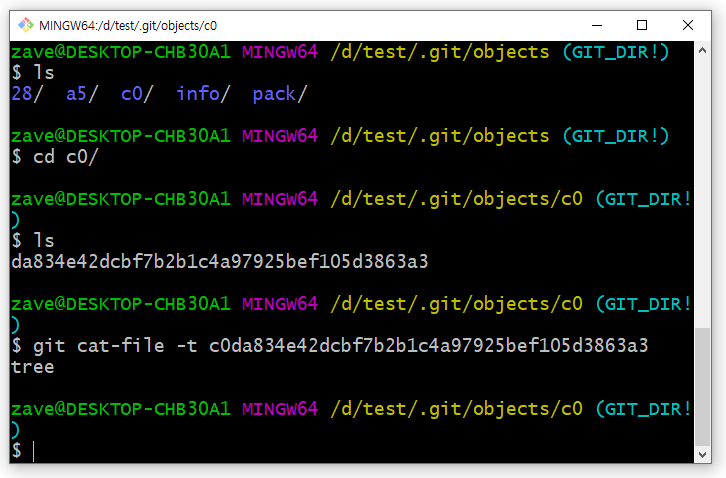 MINGW64:/d/test/.git/objects/c0
zave@DESKTOP-CHB30A1 MINGW64 /d/test/.git/objects (GIT_DIR!)
$ ls
28/  a5/  c0/  info/  pack/
zave@DESKTOP-CHB30A1 MINGW64 /d/test/.git/objects (GIT_DIR!)
$ cd c0/
zave@DESKTOP-CHB30A1 MINGW64 /d/test/.git/objects/c0 (GIT_DIR!
)
$ ls
da834e42dcbf7b2b1c4a97925bef105d3863a3
zave@DESKTOP-CHB30A1 MINGW64 /d/test/.git/objects/c0 (GIT_DIR!
)
$ git cat-file -t c0da834e42dcbf7b2b1c4a97925bef105d3863a3
tree
zave@DESKTOP-CHB30A1 MINGW64 /d/test/.git/objects/c0 (GIT_DIR!
)
$